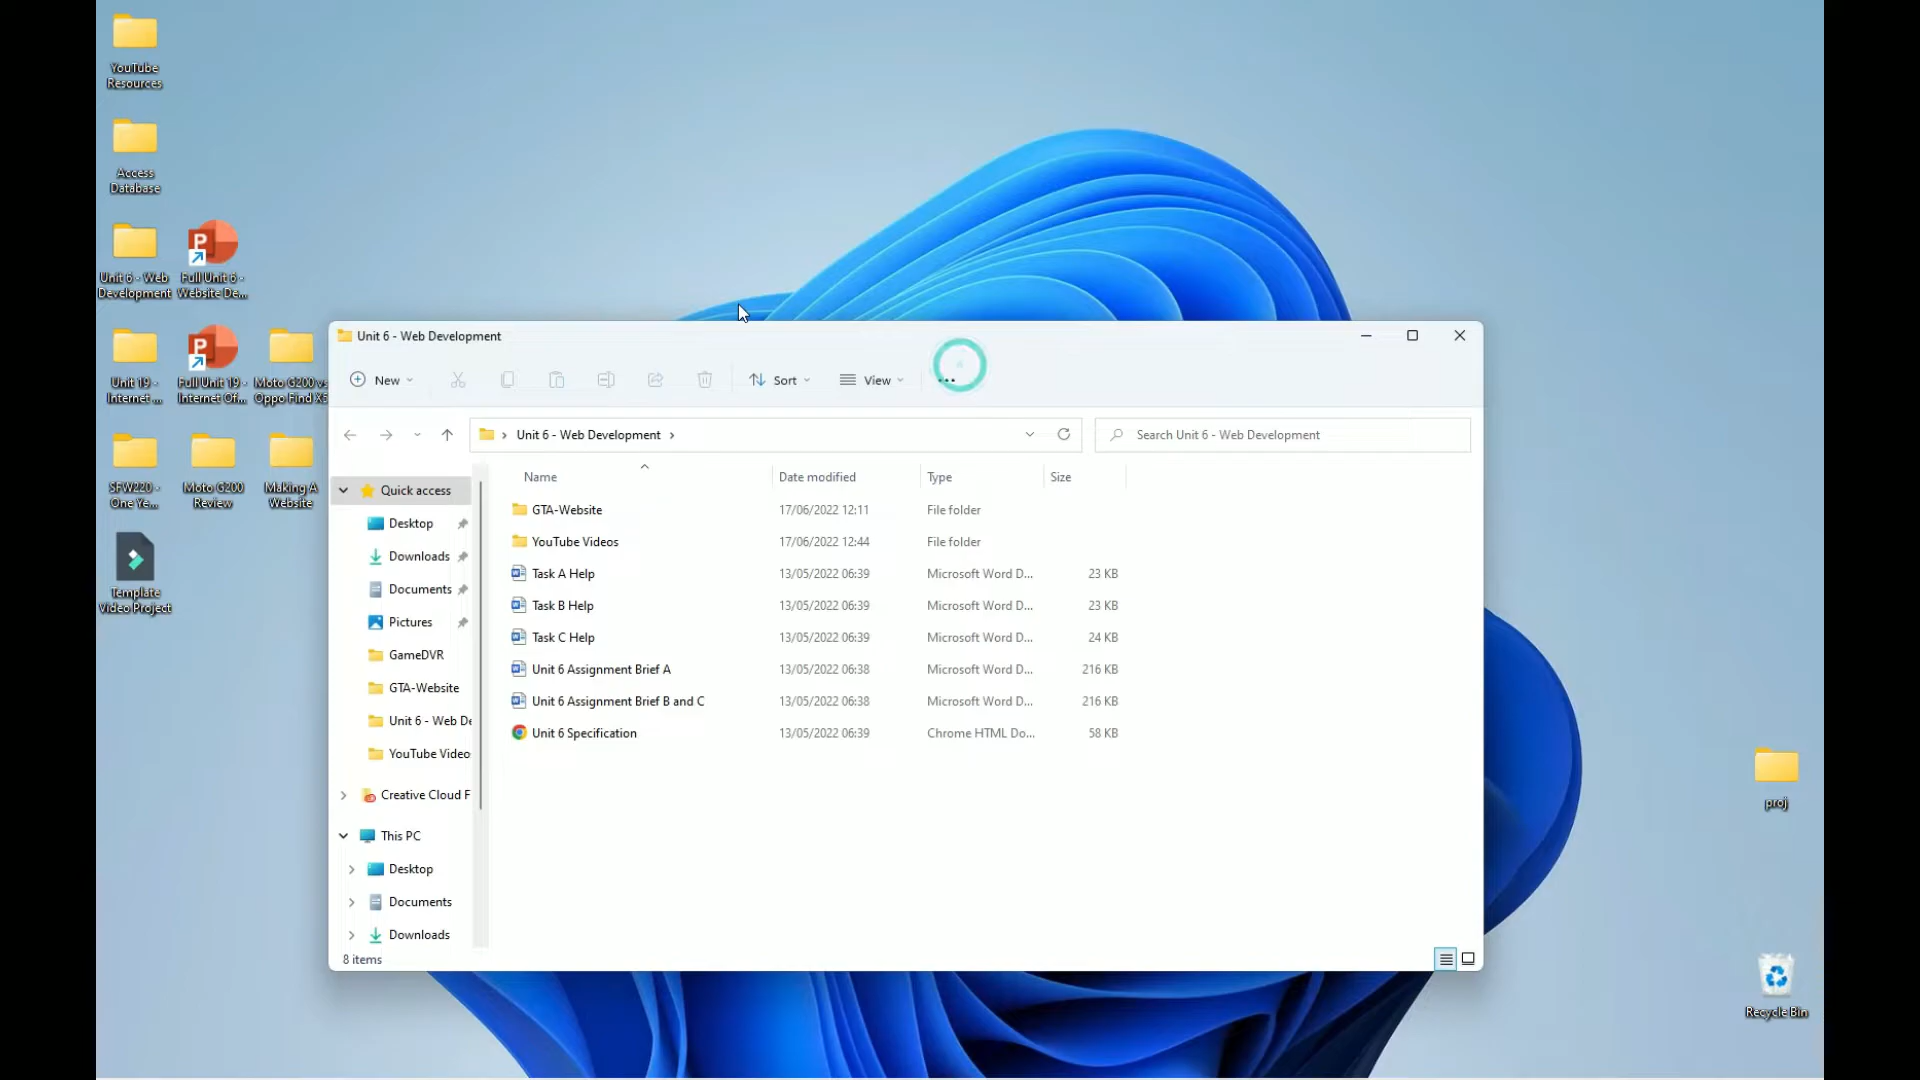 YouTube
Resources
Access
Database
Unit 6 - Web
Development
Full Unit 6 -
Website De...
Unit 19 -
Internet ...
Full Unit 19 -
Internet Of...
Moto G200 vs
Oppo Find X5
SFW220 -
One Ye...
Moto G200
Review
Making A
Website
Template
Video Project
Unit 6 - Web Development
New
Sort
View
Unit 6 - Web Development
Search Unit 6 - Web Development
Name Date modified Type Size
GTA-Website 17/06/2022 12:11 File folder
YouTube Videos 17/06/2022 12:44 File folder
Task A Help 13/05/2022 06:39 Microsoft Word D... 23 KB
Task B Help 13/05/2022 06:39 Microsoft Word D... 23 KB
Task C Help 13/05/2022 06:39 Microsoft Word D... 24 KB
Unit 6 Assignment Brief A 13/05/2022 06:38 Microsoft Word D... 216 KB
Unit 6 Assignment Brief B and C 13/05/2022 06:38 Microsoft Word D... 216 KB
Unit 6 Specification 13/05/2022 06:39 Chrome HTML Do... 58 KB
Quick access
Desktop
Downloads
Documents
Pictures
GameDVR
GTA-Website
Unit 6 - Web De
YouTube Video
Creative Cloud F
This PC
Desktop
Documents
Downloads
8 items
proj
Recycle Bin